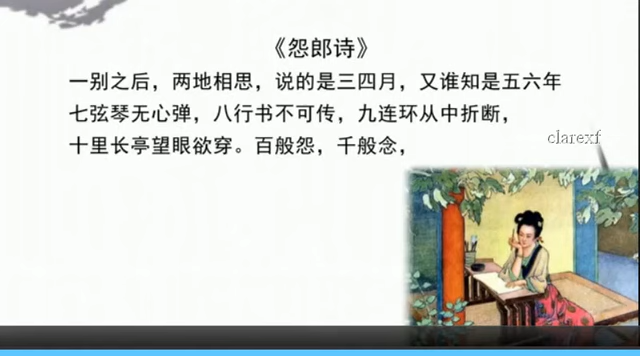 《怨郎诗》
一别之后，两地相思，说的是三四月，又谁知是五六年
七弦琴无心弹，八行书不可传，九连环从中折断，
十里长亭望眼欲穿。百般怨，千般念，
clarexf